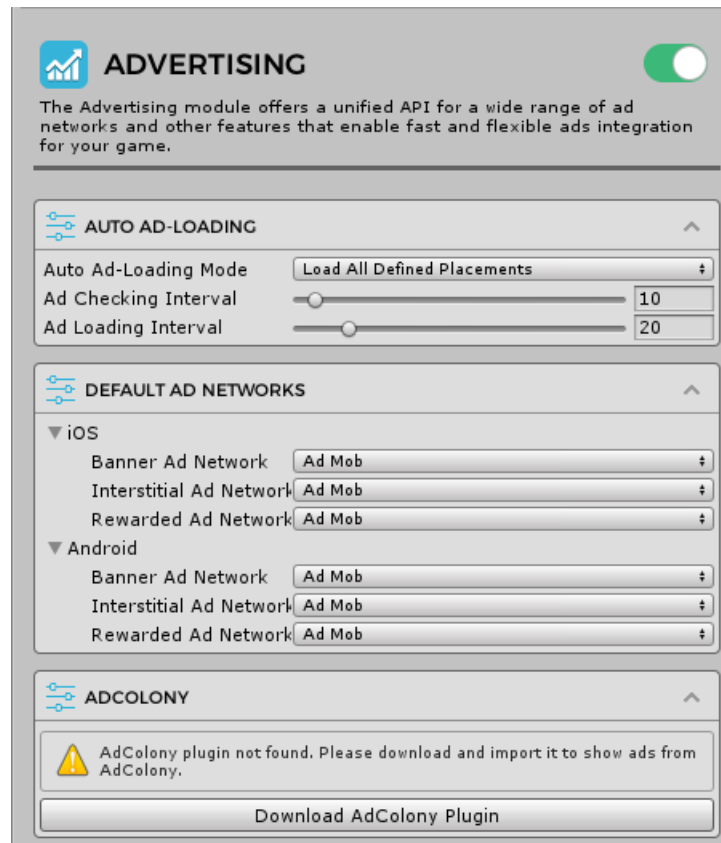 ADVERTISING
The Advertising module offers a unified API for a wide range of ad
networks and other features that enable fast and flexible ads integration
for your game.
AUTO AD-LOADING
Auto Ad-Loading Mode Load All Defined Placements
Ad Checking Interval 10
Ad Loading Interval 20
DEFAULT AD NETWORKS
iOS
Banner Ad Network Ad Mob
Interstitial Ad Network Ad Mob
Rewarded Ad Network Ad Mob
Android
Banner Ad Network Ad Mob
Interstitial Ad Network Ad Mob
Rewarded Ad Network Ad Mob
ADCOLONY
AdColony plugin not found. Please download and import it to show ads from
AdColony.
Download AdColony Plugin